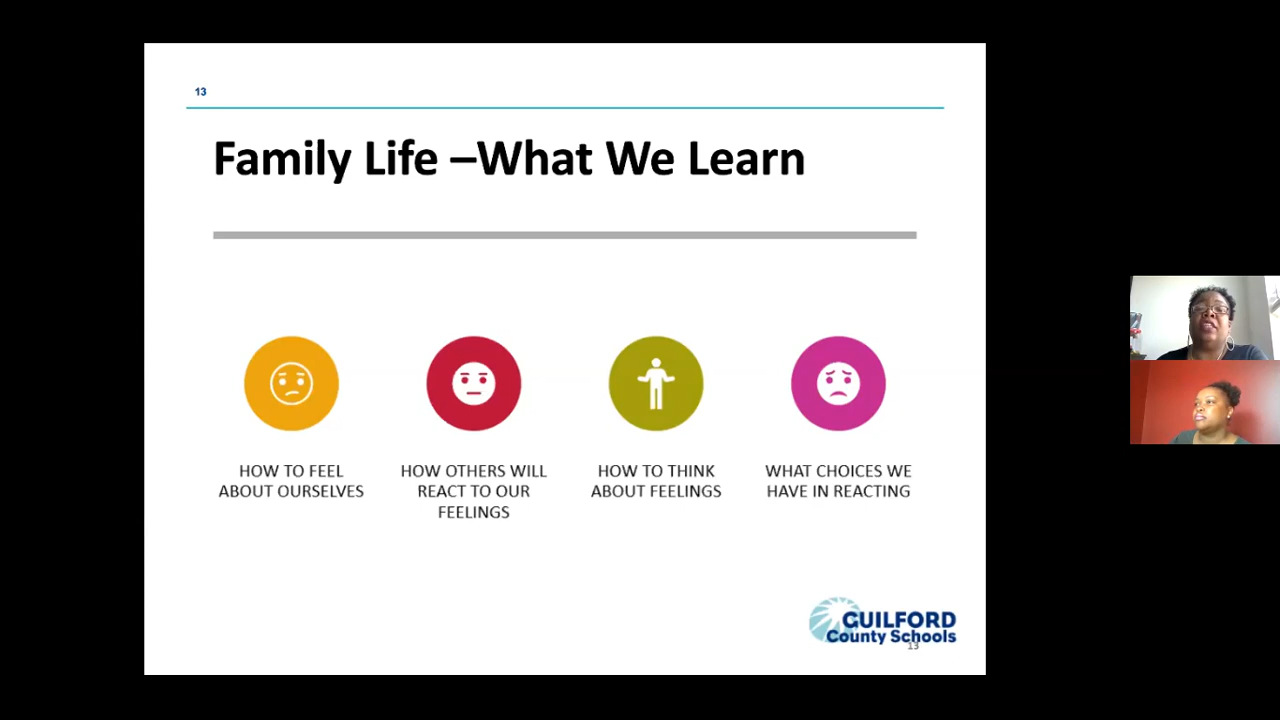 13
Family Life –What We Learn
HOW TO FEEL
ABOUT OURSELVES
HOW OTHERS WILL
REACT TO OUR
FEELINGS
HOW TO THINK
ABOUT FEELINGS
WHAT CHOICES WE
HAVE IN REACTING
GUILFORD
County Schools
13